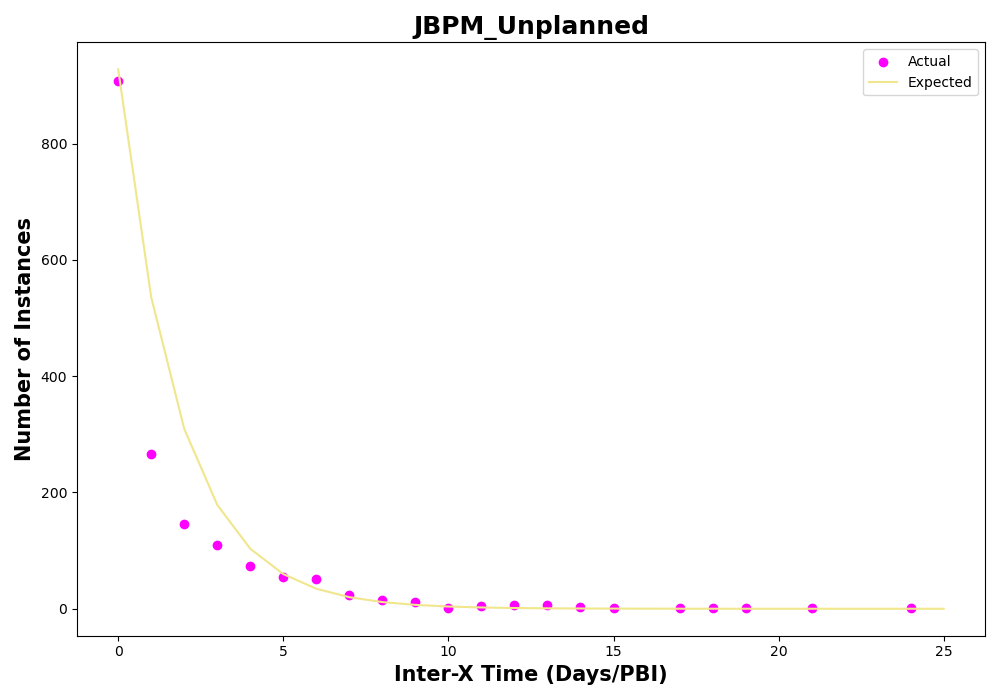 JBPM_Unplanned
Actual
Expected
Number of Instances
800
600
400
200
0
0 5 10 15 20 25
Inter-X Time (Days/PBI)